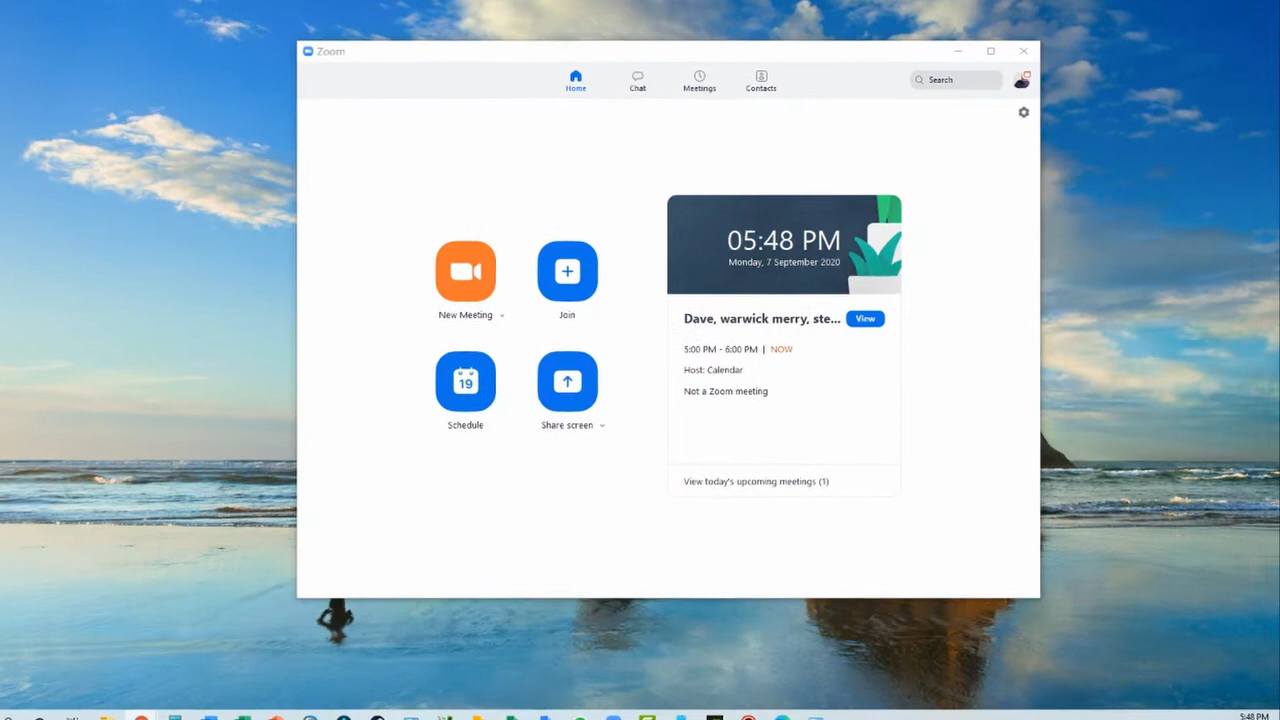 Zoom
Home
Chat
Meetings
Contacts
Search
05:48 PM
Monday, 7 September 2020
New Meeting
Join
Dave, warwick merry, ste...
View
5:00 PM - 6:00 PM | NOW
Host: Calendar
Not a Zoom meeting
19
Schedule
Share screen
View today's upcoming meetings (1)
5:48 PM